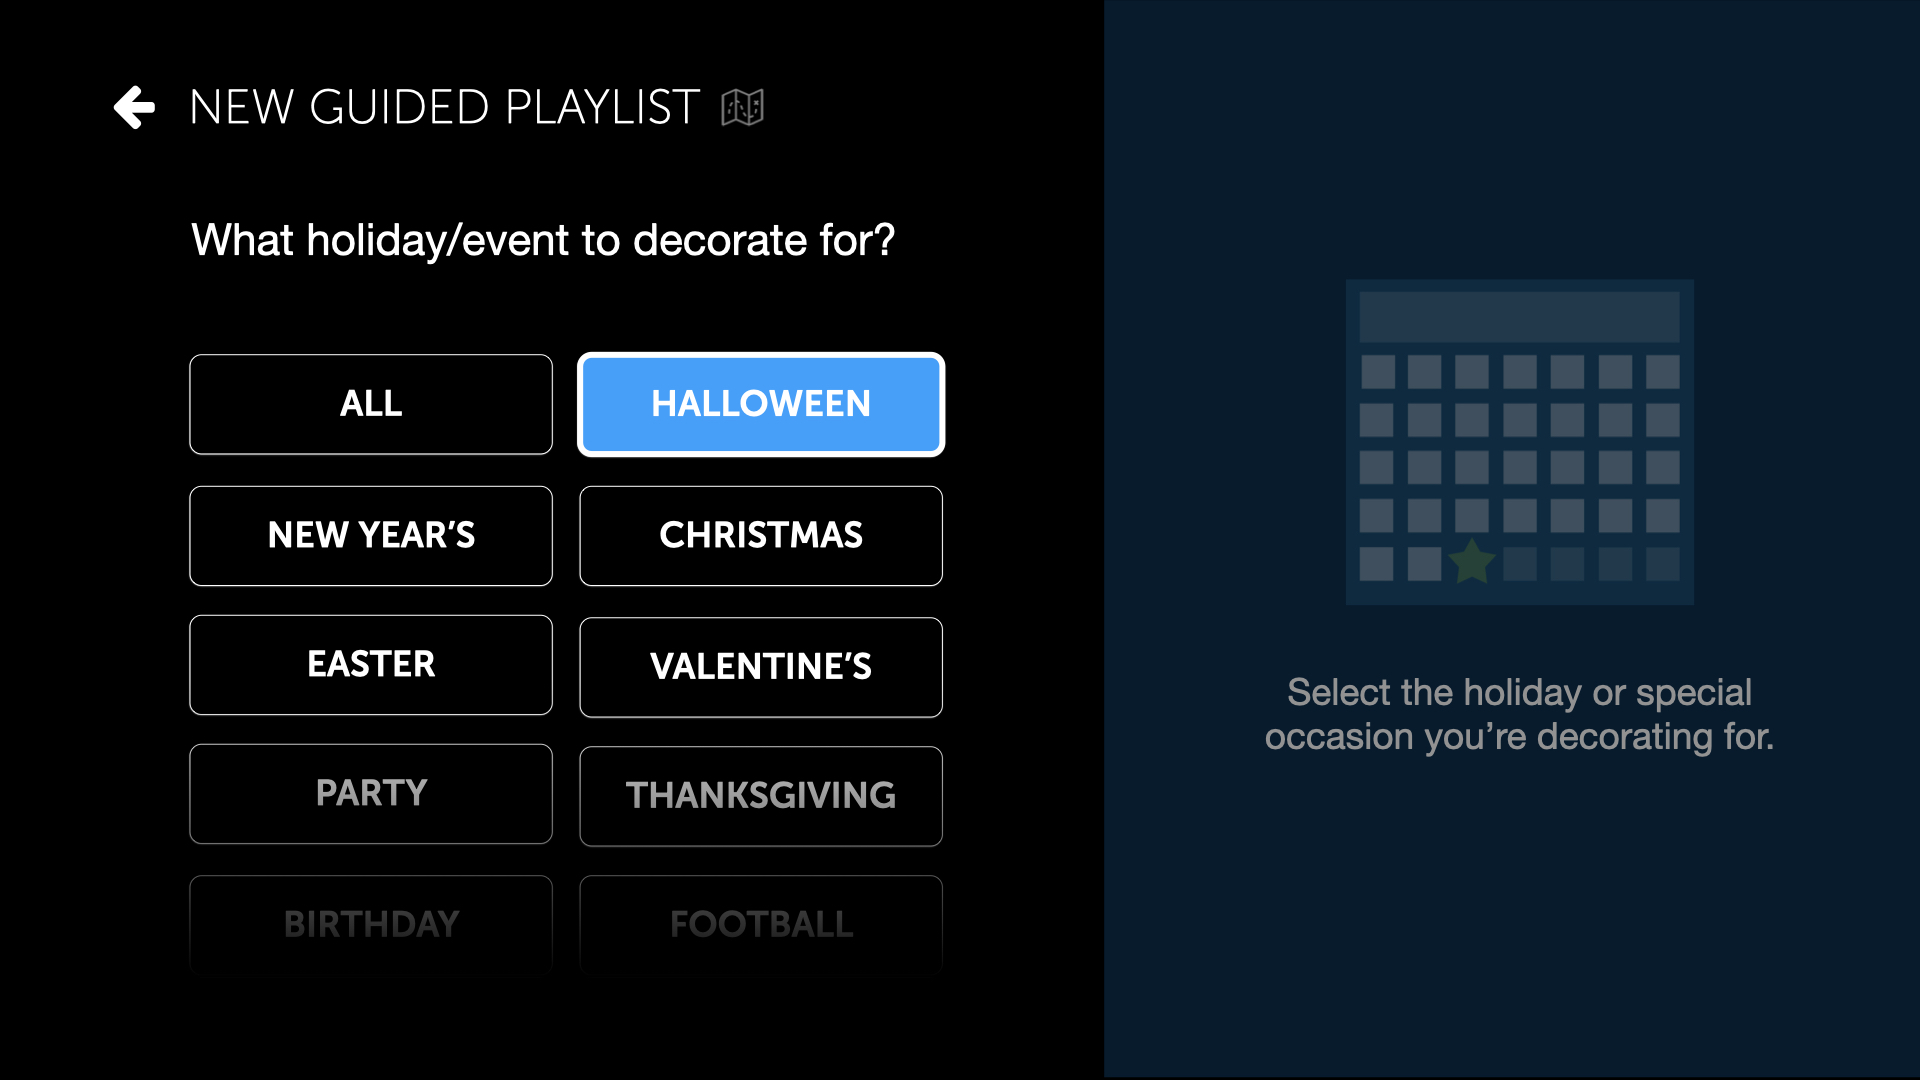 NEW GUIDED PLAYLIST
What holiday/event to decorate for?
ALL
HALLOWEEN
NEW YEAR’S
CHRISTMAS
EASTER
VALENTINE’S
PARTY
THANKSGIVING
BIRTHDAY
FOOTBALL
Select the holiday or special
occasion you’re decorating for.